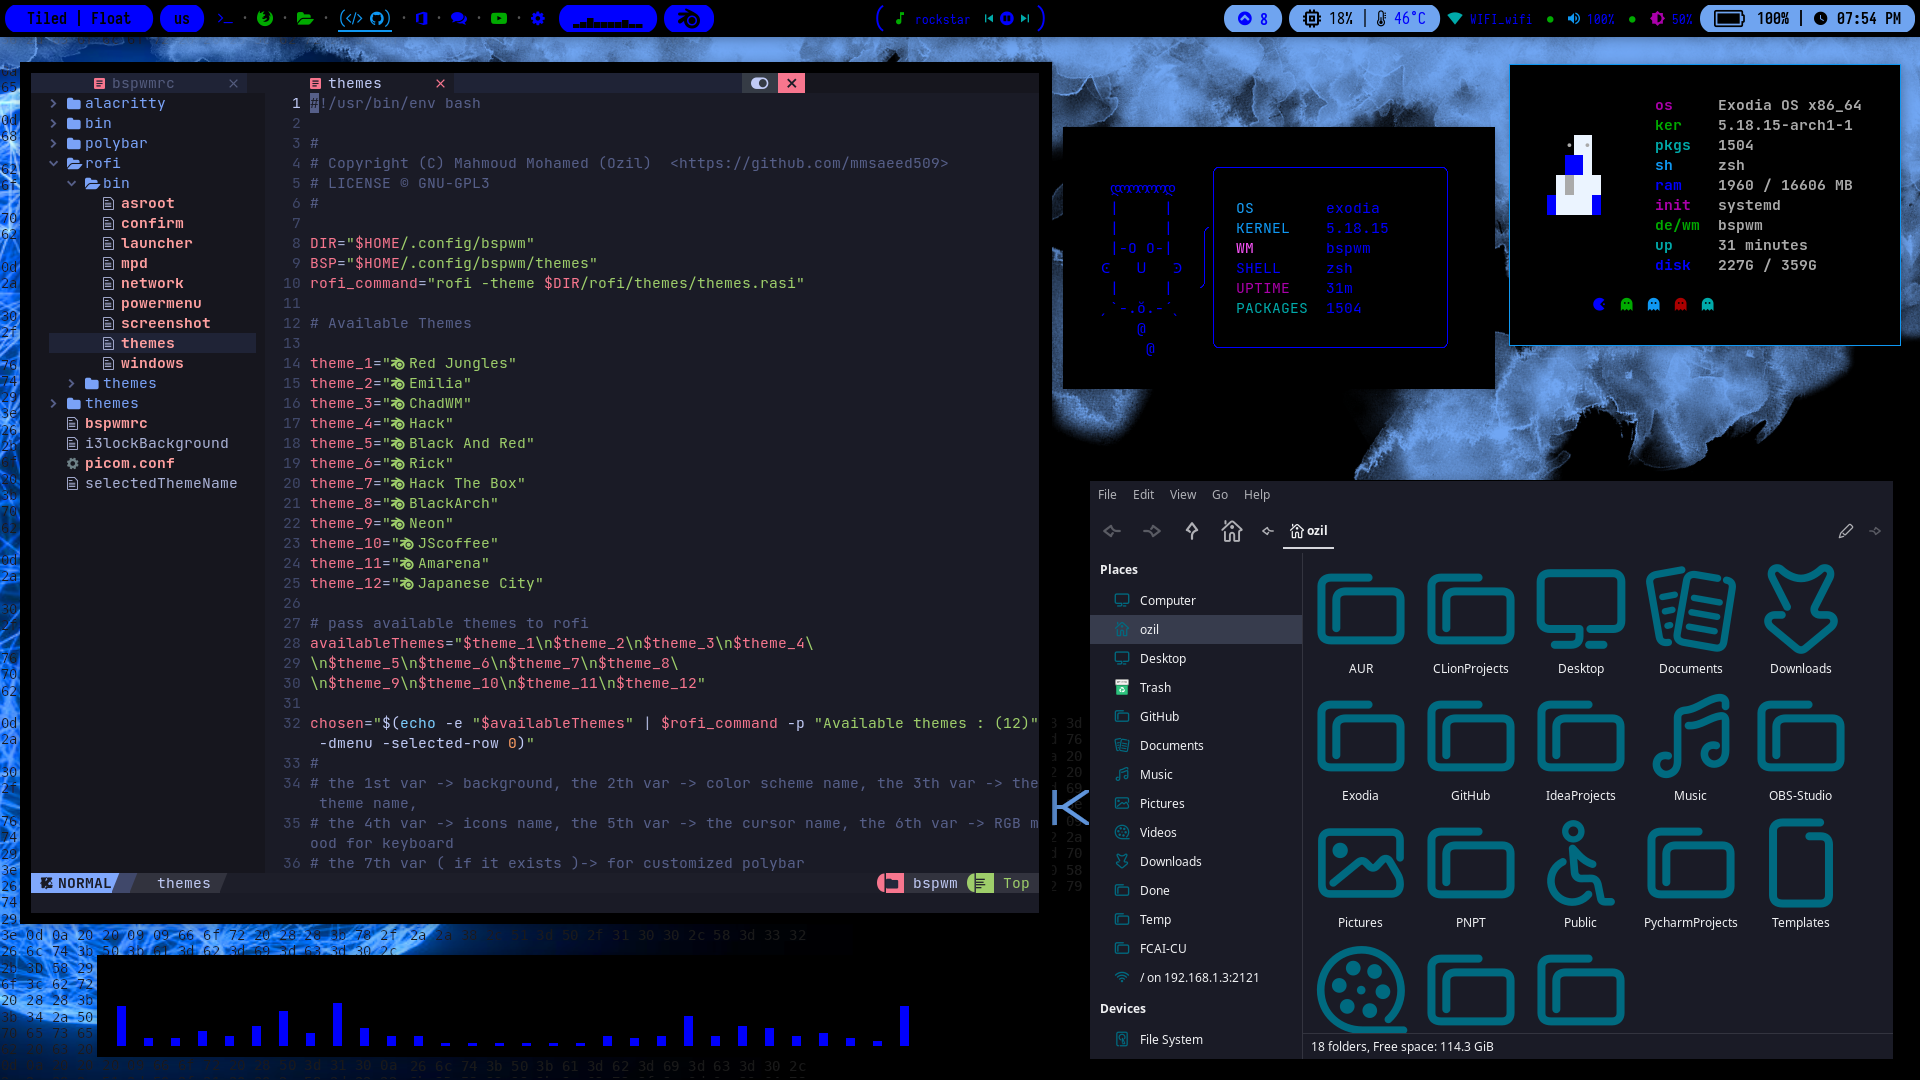 Tiled | Float
us
rockstar
8
18% | 46°C
WIFI_wifi
100%
50%
100% | 07:54 PM
bspwmrc
themes
alacritty
bin
polybar
rofi
bin
asroot
confirm
launcher
mpd
network
powermenu
screenshot
themes
windows
themes
themes
bspwmrc
i3lockBackground
picom.conf
selectedThemeName
1 #!/usr/bin/env bash
2
3 #
4 # Copyright (C) Mahmoud Mohamed (Ozil)  <https://github.com/mmsaeed509>
5 # LICENSE © GNU-GPL3
6 #
7
8 DIR="$HOME/.config/bspwm"
9 BSP="$HOME/.config/bspwm/themes"
10 rofi_command="rofi -theme $DIR/rofi/themes/themes.rasi"
11
12 # Available Themes
13
14 theme_1="Red Jungles"
15 theme_2="Emilia"
16 theme_3="ChadWM"
17 theme_4="Hack"
18 theme_5="Black And Red"
19 theme_6="Rick"
20 theme_7="Hack The Box"
21 theme_8="BlackArch"
22 theme_9="Neon"
23 theme_10="JScoffee"
24 theme_11="Amarena"
25 theme_12="Japanese City"
26
27 # pass available themes to rofi
28 availableThemes="$theme_1\n$theme_2\n$theme_3\n$theme_4\
29 \n$theme_5\n$theme_6\n$theme_7\n$theme_8\
30 \n$theme_9\n$theme_10\n$theme_11\n$theme_12"
31
32 chosen="$(echo -e "$availableThemes" | $rofi_command -p "Available themes : (12)"
-dmenu -selected-row 0)"
33 #
34 # the 1st var -> background, the 2th var -> color scheme name, the 3th var -> the
theme name,
35 # the 4th var -> icons name, the 5th var -> the cursor name, the 6th var -> RGB m
ood for keyboard
36 # the 7th var ( if it exists )-> for customized polybar
NORMAL themes bspwm Top
OS exodia
KERNEL 5.18.15
WM bspwm
SHELL zsh
UPTIME 31m
PACKAGES 1504
os Exodia OS x86_64
ker 5.18.15-arch1-1
pkgs 1504
sh zsh
ram 1960 / 16606 MB
init systemd
de/wm bspwm
up 31 minutes
disk 227G / 359G
File Edit View Go Help
ozil
Places
Computer
ozil
Desktop
Trash
GitHub
Documents
Music
Pictures
Videos
Downloads
Done
Temp
FCAI-CU
/ on 192.168.1.3:2121
Devices
File System
AUR CLionProjects Desktop Documents Downloads
Exodia GitHub IdeaProjects Music OBS-Studio
Pictures PNPT Public PycharmProjects Templates
18 folders, Free space: 114.3 GiB